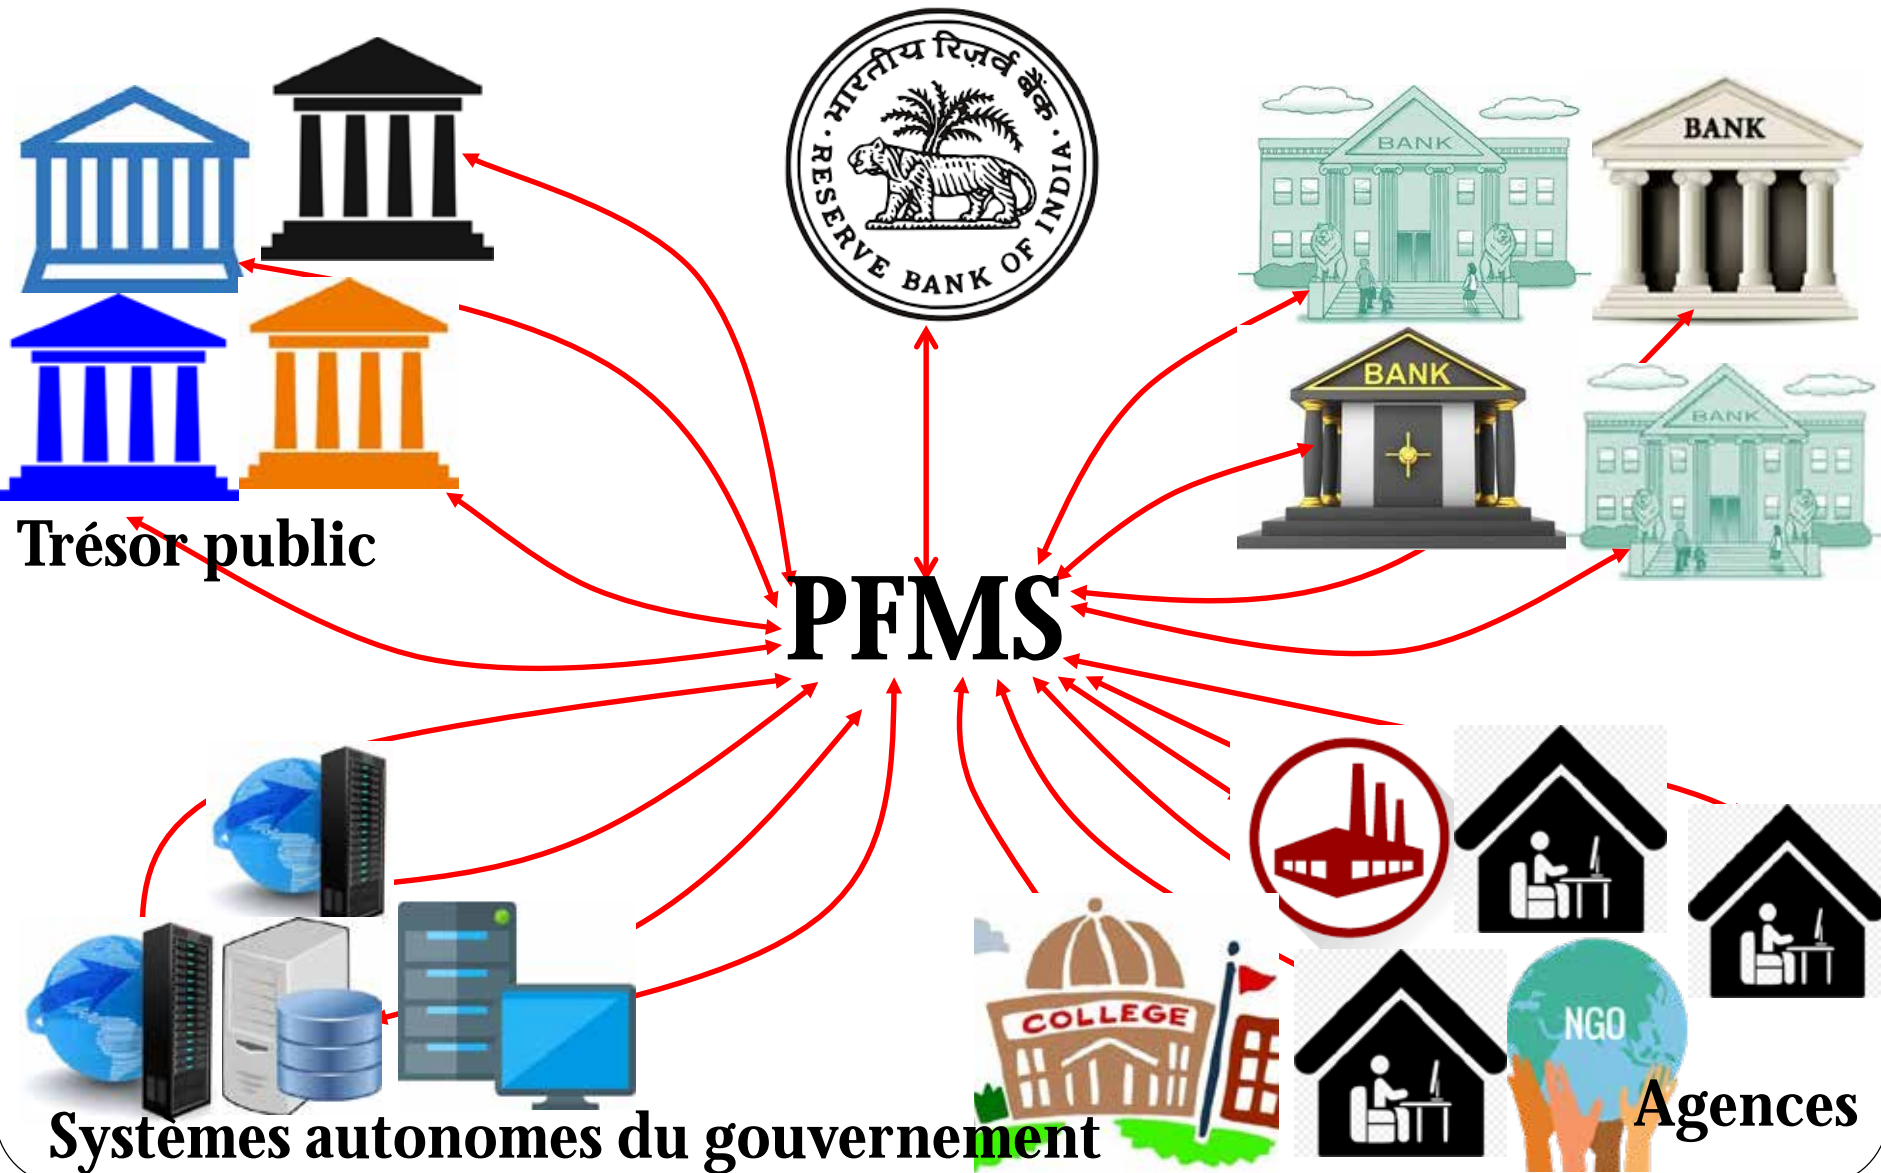 भारतीय रिज़र्व बैंक
RESERVE BANK OF INDIA
BANK
BANK
BANK
BANK
Trésor public
PFMS
COLLEGE
NGO
Agences
Systèmes autonomes du gouvernement